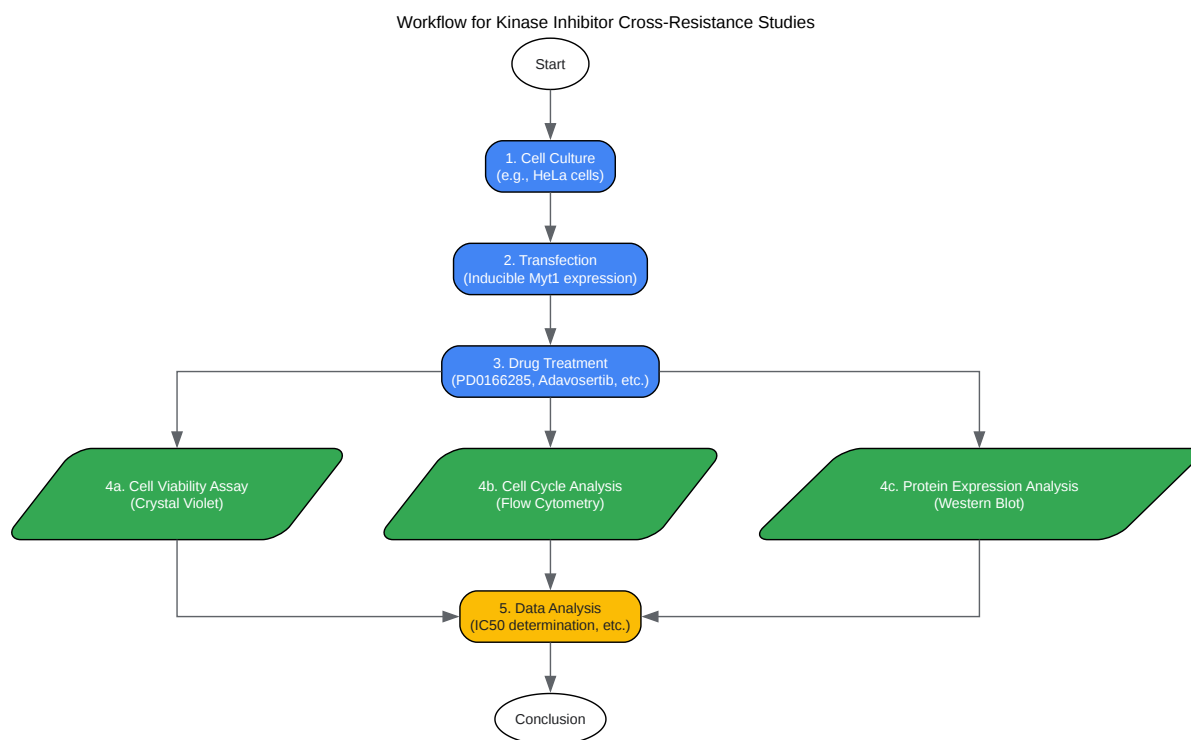 Workflow for Kinase Inhibitor Cross-Resistance Studies
Start
1. Cell Culture
(e.g., HeLa cells)
2. Transfection
(Inducible Myt1 expression)
3. Drug Treatment
(PD0166285, Adavosertib, etc.)
4a. Cell Viability Assay
(Crystal Violet)
4b. Cell Cycle Analysis
(Flow Cytometry)
4c. Protein Expression Analysis
(Western Blot)
5. Data Analysis
(IC50 determination, etc.)
Conclusion